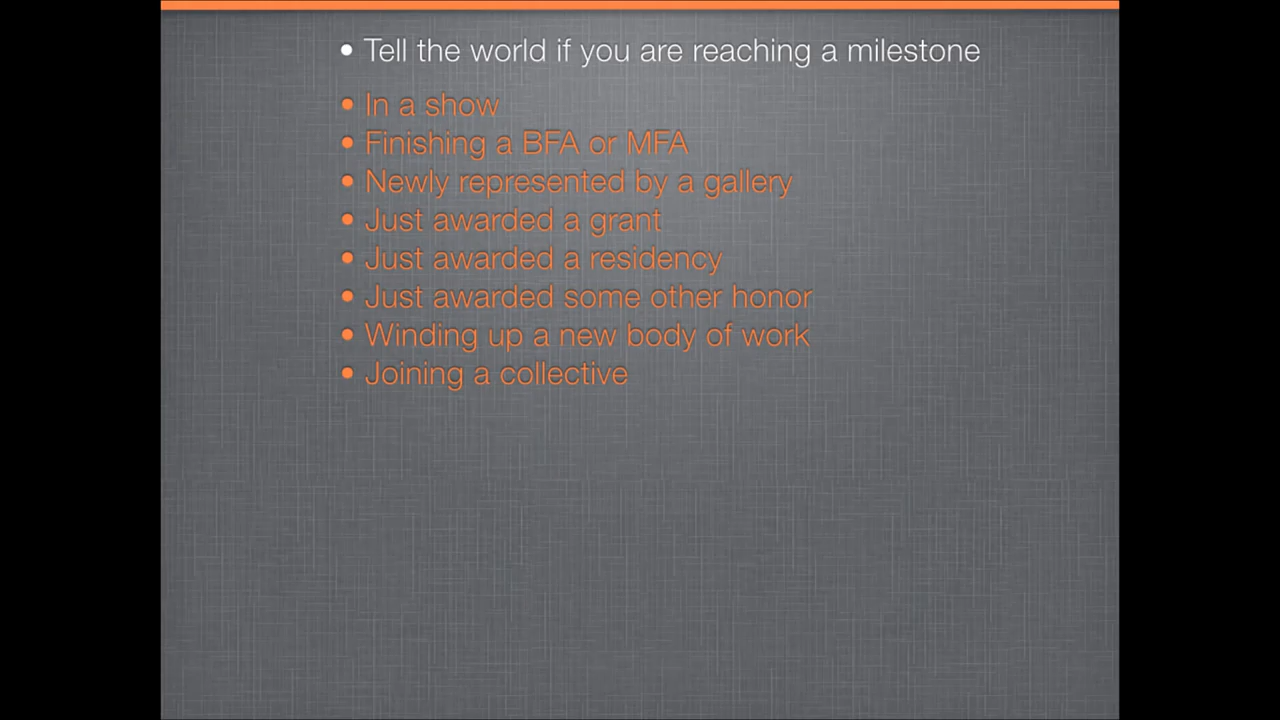 • Tell the world if you are reaching a milestone
• In a show
• Finishing a BFA or MFA
• Newly represented by a gallery
• Just awarded a grant
• Just awarded a residency
• Just awarded some other honor
• Winding up a new body of work
• Joining a collective